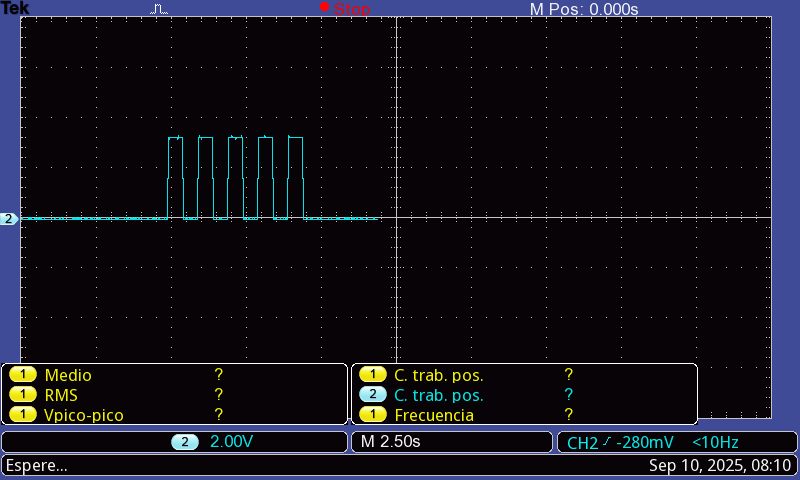 Tek Stop M Pos: 0.000s
2
1 Medio ? 1 C. trab. pos. ?
1 RMS ? 2 C. trab. pos. ?
1 Vpico-pico ? 1 Frecuencia ?
2 2.00V M 2.50s CH2 -280mV <10Hz
Espere... Sep 10, 2025, 08:10